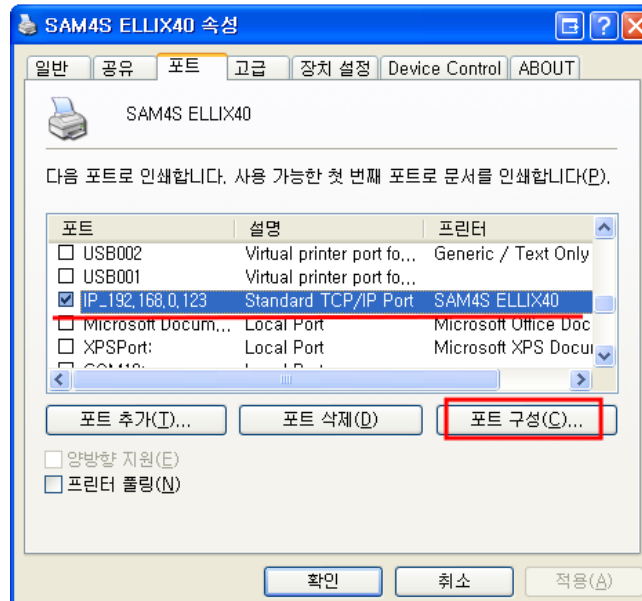 SAM4S ELLIX40 속성
일반 공유 포트 고급 장치 설정 Device Control ABOUT
SAM4S ELLIX40
다음 포트로 인쇄합니다. 사용 가능한 첫 번째 포트로 문서를 인쇄합니다(P).
포트 설명 프린터
USB002 Virtual printer port fo... Generic / Text Only
USB001 Virtual printer port fo...
IP_192.168.0.123 Standard TCP/IP Port SAM4S ELLIX40
Microsoft Docum... Local Port Microsoft Office Doc
XPSPort: Local Port Microsoft XPS Docu
포트 추가(T)... 포트 삭제(D) 포트 구성(C)...
양방향 지원(E)
프린터 풀링(N)
확인 취소 적용(A)